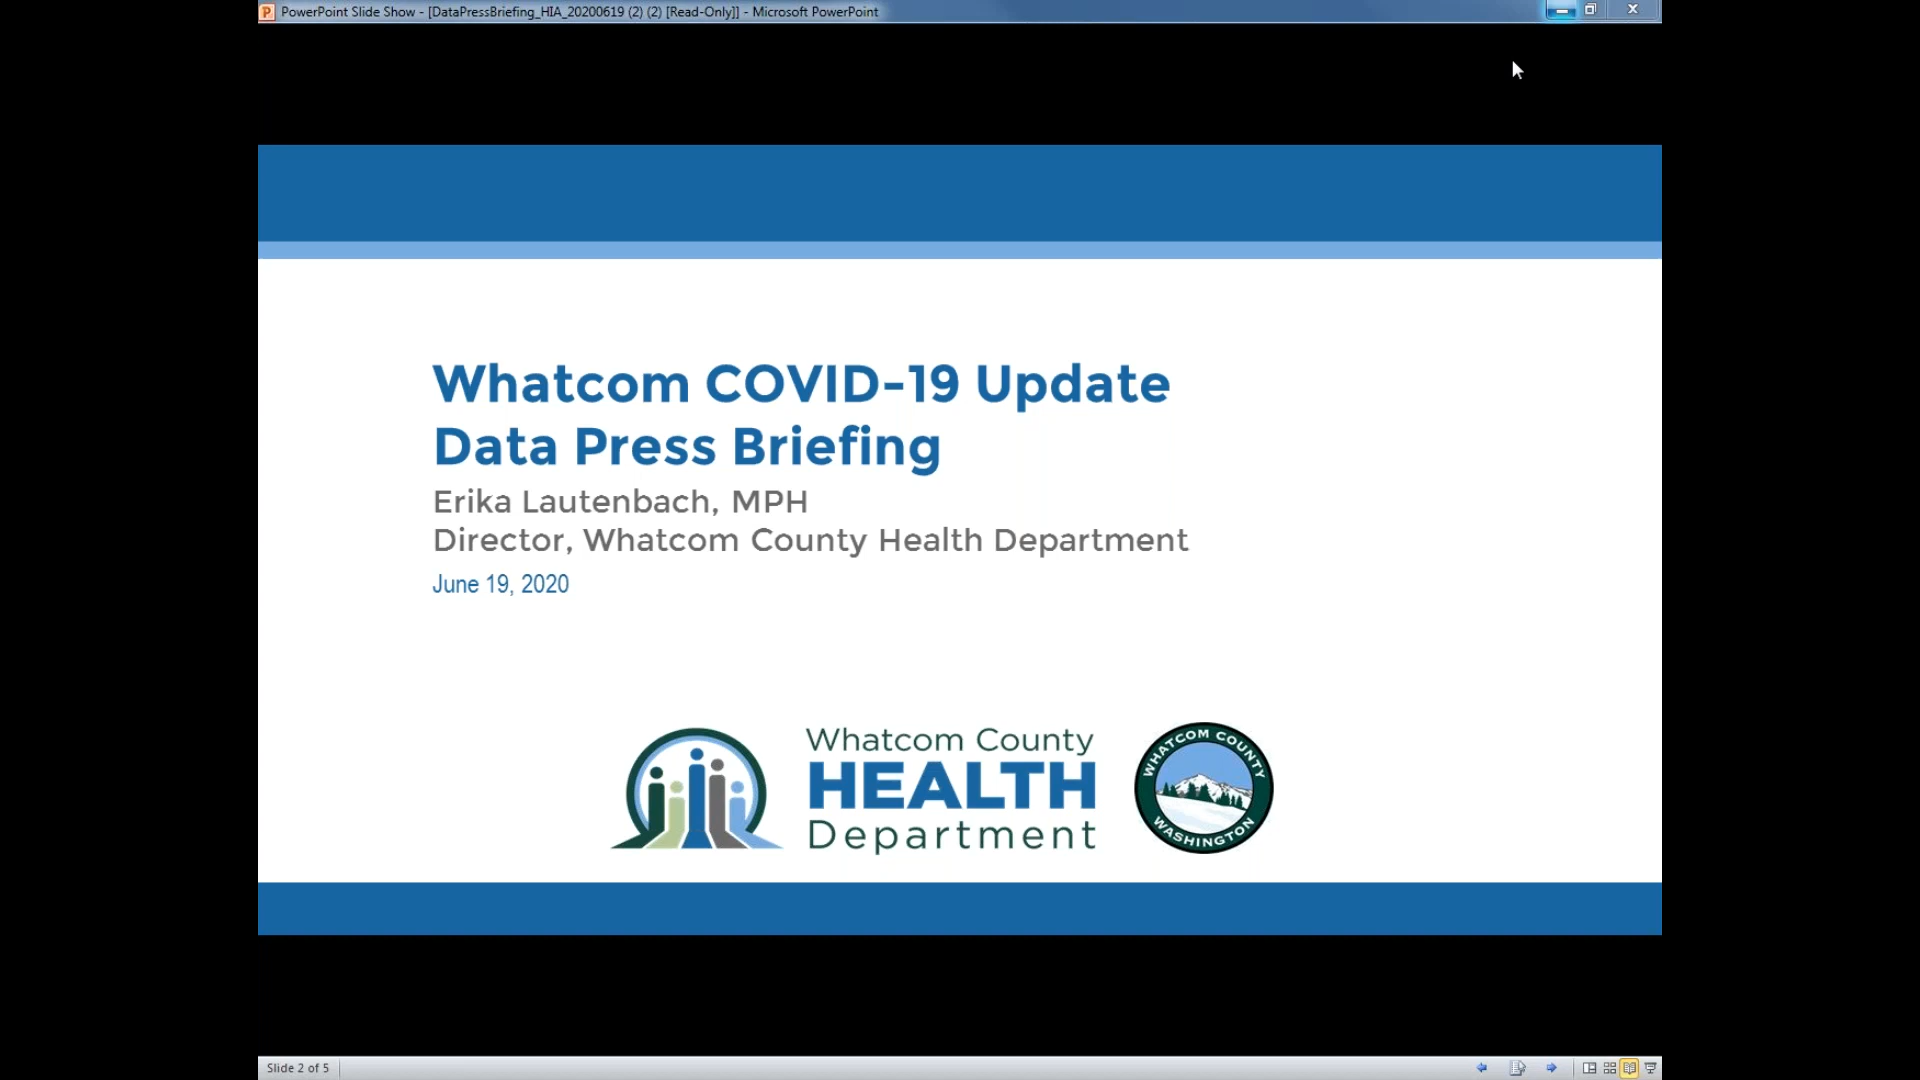 PowerPoint Slide Show - [DataPressBriefing_HIA_20200619 (2) (2) [Read-Only]] - Microsoft PowerPoint
Whatcom COVID-19 Update
Data Press Briefing
Erika Lautenbach, MPH
Director, Whatcom County Health Department
June 19, 2020
Whatcom County
HEALTH
Department
WHATCOM COUNTY
WASHINGTON
Slide 2 of 5